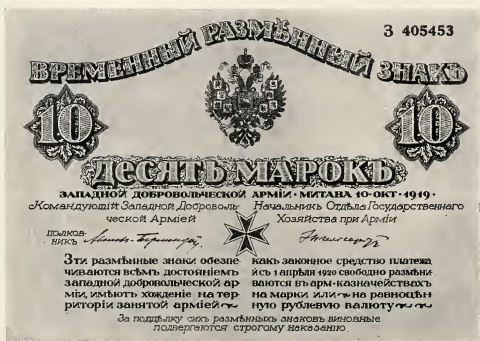 З 405453
ВРЕМЕННЫЙ РАЗМѢННЫЙ ЗНАКЪ
10 10
ДЕСЯТЬ МАРОКЪ
ЗАПАДНОЙ ДОБРОВОЛЬЧЕСКОЙ АРМІИ • МИТАВА 10 • ОКТ • 1919 •
Командующій Западной Доброволь-
ческой Арміей
ПОЛКОВ-
НИКЪ
Начальникъ Отдѣла Государственнаго
Хозяйства при Арміи
Эти размѣнные знаки обезпе-
чиваются всѣмъ достояніемъ
западной добровольческой ар-
міи, имѣютъ хожденіе на тер-
риторіи занятой арміей
какъ законное средство платежа
и съ 1 апрѣля 1920 свободно размѣни-
ваются въ арм. казначействахъ
на марки или на равноцѣн-
ную рублевую валюту
За поддѣлку сихъ размѣнныхъ знаковъ виновные
подвергаются строгому наказанію.